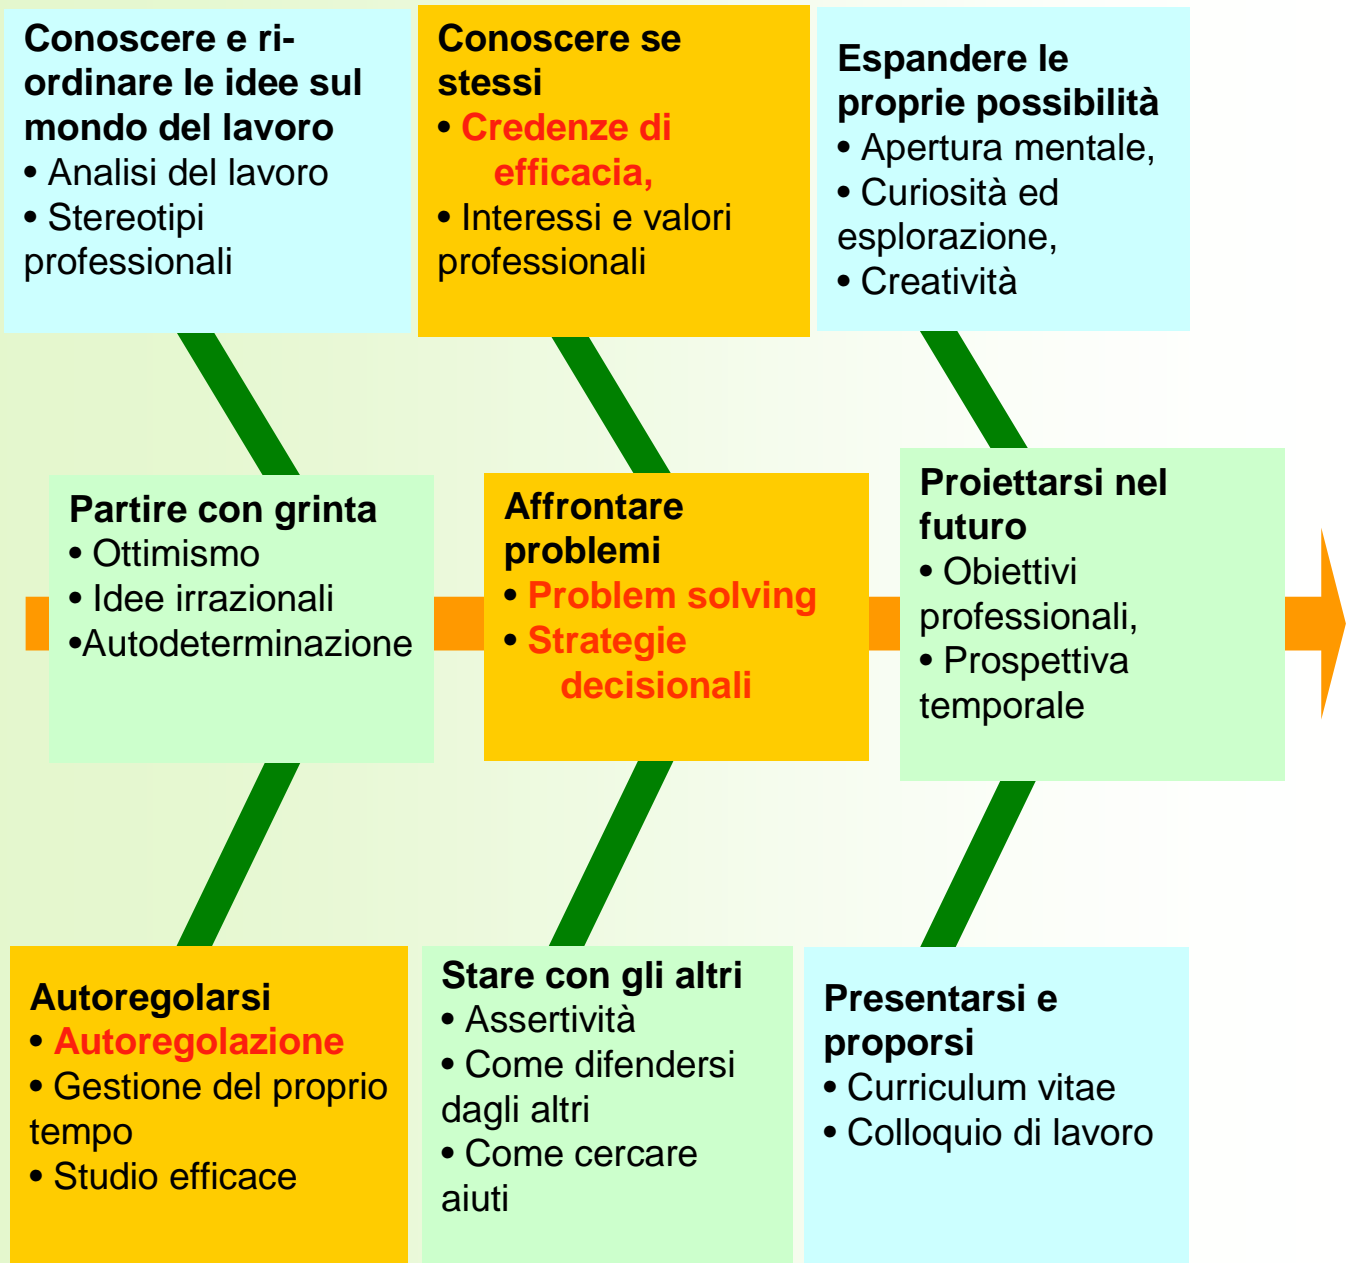 Conoscere e ri-
ordinare le idee sul
mondo del lavoro
• Analisi del lavoro
• Stereotipi
professionali
Conoscere se
stessi
• Credenze di
efficacia,
• Interessi e valori
professionali
Espandere le
proprie possibilità
• Apertura mentale,
• Curiosità ed
esplorazione,
• Creatività
Partire con grinta
• Ottimismo
• Idee irrazionali
•Autodeterminazione
Affrontare
problemi
• Problem solving
• Strategie
decisionali
Proiettarsi nel
futuro
• Obiettivi
professionali,
• Prospettiva
temporale
Autoregolarsi
• Autoregolazione
• Gestione del proprio
tempo
• Studio efficace
Stare con gli altri
• Assertività
• Come difendersi
dagli altri
• Come cercare
aiuti
Presentarsi e
proporsi
• Curriculum vitae
• Colloquio di lavoro